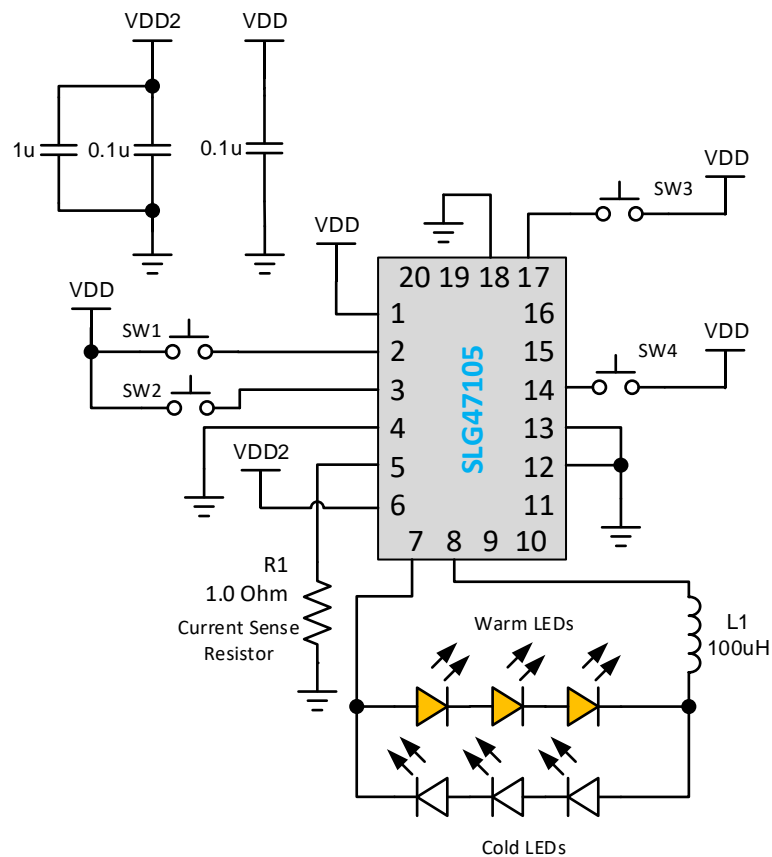 VDD2
VDD
1u
0.1u
0.1u
VDD
SW3
VDD
VDD
SW1
SW2
VDD2
20 19 18 17
1
2
3
4
5
6
16
15
14
13
12
11
7 8 9 10
SLG47105
SW4
VDD
R1
1.0 Ohm
Current Sense
Resistor
Warm LEDs
L1
100uH
Cold LEDs